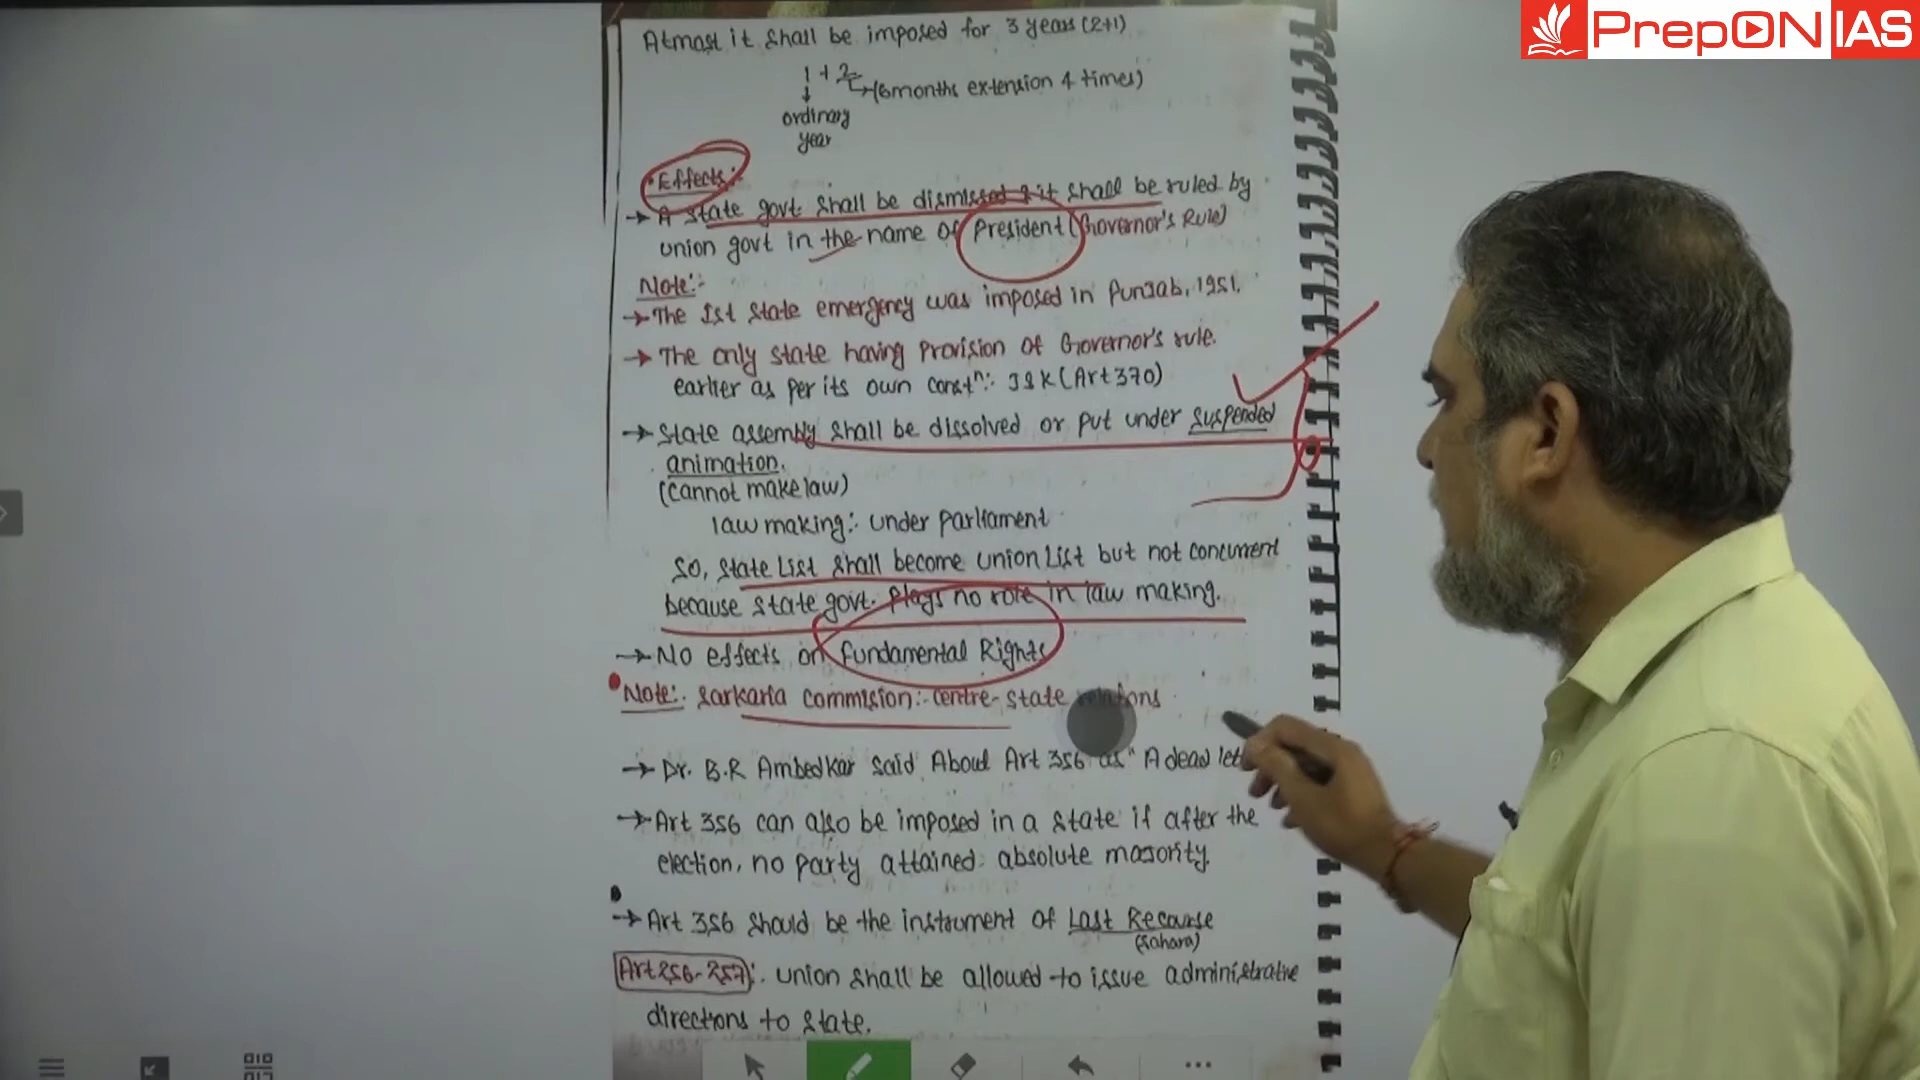 PrepON IAS
Atmost it shall be imposed for 3 years (2+1)
1 + 2
(6months extension 4 times)
ordinary
year
Effects:
→ A state govt shall be dismissed & it shall be ruled by
union govt in the name of President (Governor's Rule)
Note:-
→ The Ist State emergency was imposed in Punjab, 1951.
→ The only state having provision of Governor's rule.
earlier as per its own constn:- J&K (Art 370)
→ State assembly shall be dissolved or put under suspended
animation.
(cannot make law)
law making:- under parliament
So, State List shall become Union List but not concurrent
because state govt. plays no role in law making.
→ No effects on Fundamental Rights
Note:- Sarkaria commision:- centre-state relations
→ Dr. B.R Ambedkar said About Art 356 as "A dead let
→ Art 356 can also be imposed in a state if after the
election, no party attained absolute majority.
→ Art 356 should be the instrument of Last Recourse
(Sahara)
Art 256-257: Union shall be allowed to issue administrative
directions to state.